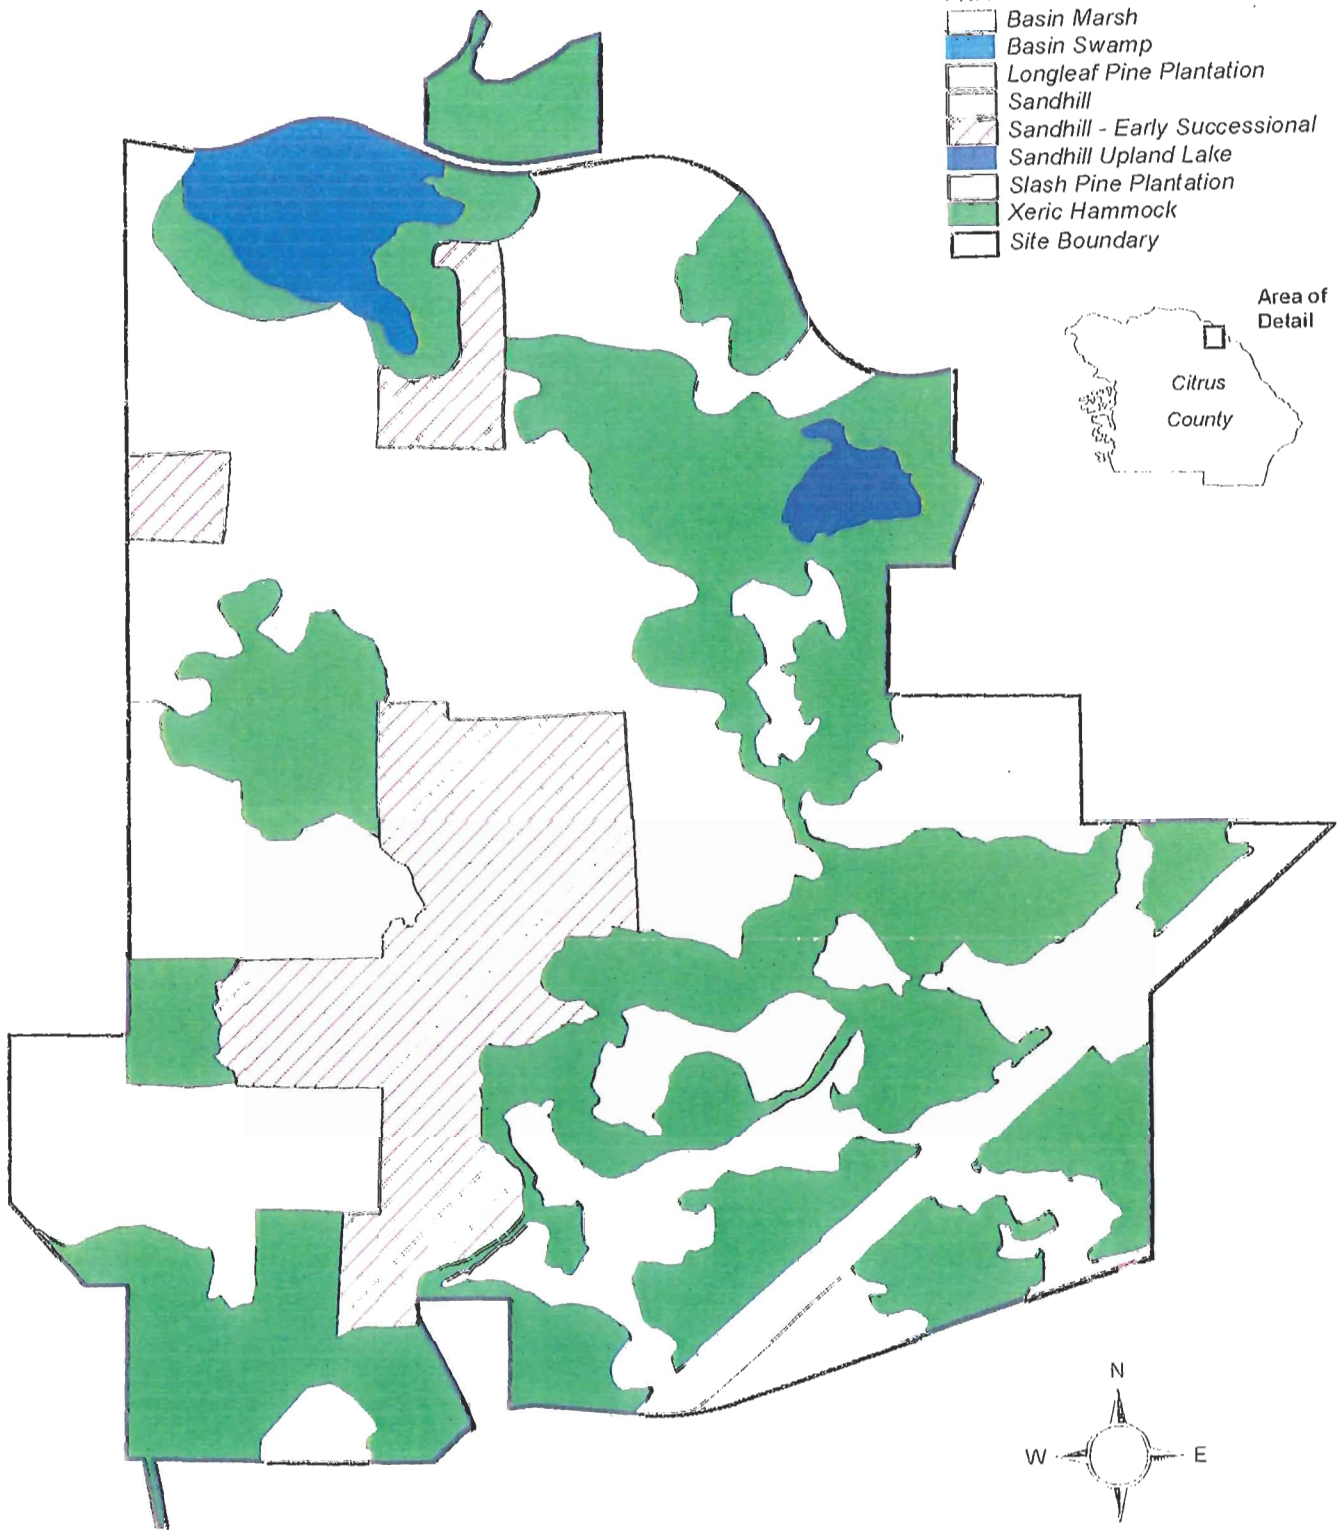 Basin Marsh
Basin Swamp
Longleaf Pine Plantation
Sandhill
Sandhill - Early Successional
Sandhill Upland Lake
Slash Pine Plantation
Xeric Hammock
Site Boundary
Area of
Detail
Citrus
County
N
W
E